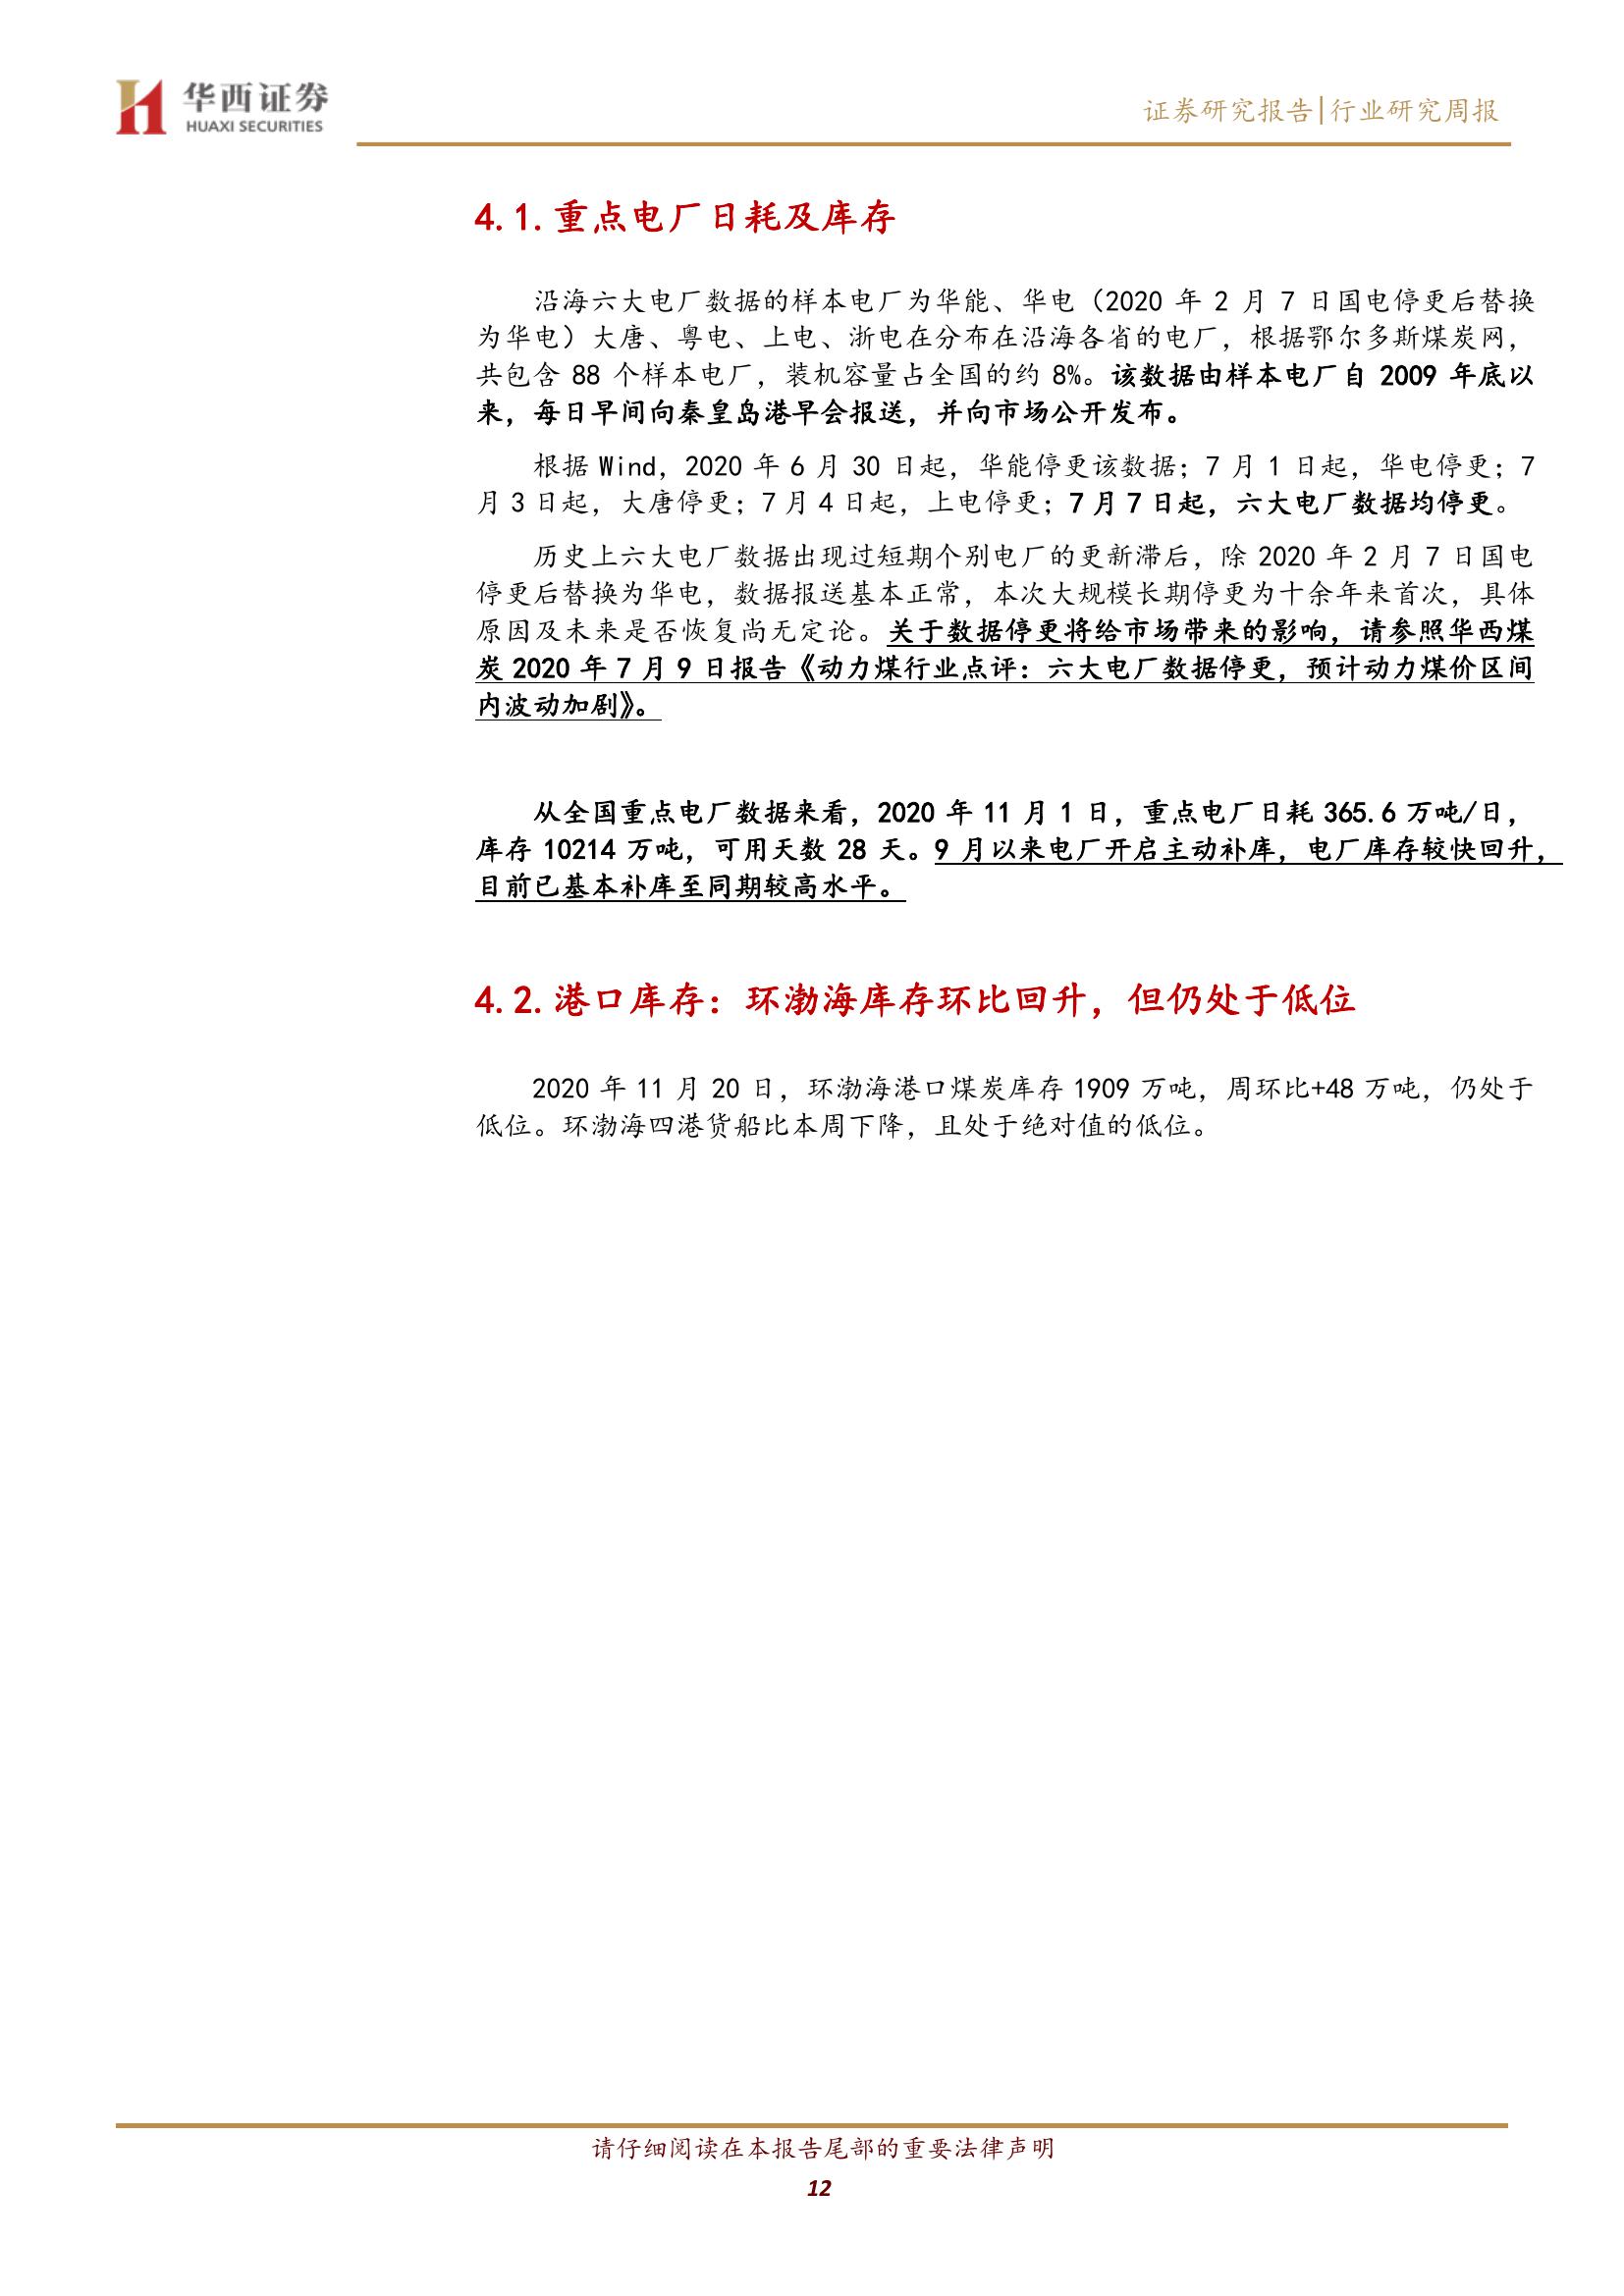 华西证券
HUAXI SECURITIES
证券研究报告|行业研究周报
4.1.重点电厂日耗及库存
沿海六大电厂数据的样本电厂为华能、华电（2020 年 2 月 7 日国电停更后替换
为华电）大唐、粤电、上电、浙电在分布在沿海各省的电厂，根据鄂尔多斯煤炭网，
共包含 88 个样本电厂，装机容量占全国的约 8%。该数据由样本电厂自 2009 年底以
来，每日早间向秦皇岛港早会报送，并向市场公开发布。
根据 Wind，2020 年 6 月 30 日起，华能停更该数据；7 月 1 日起，华电停更；7
月 3 日起，大唐停更；7 月 4 日起，上电停更；7 月 7 日起，六大电厂数据均停更。
历史上六大电厂数据出现过短期个别电厂的更新滞后，除 2020 年 2 月 7 日国电
停更后替换为华电，数据报送基本正常，本次大规模长期停更为十余年来首次，具体
原因及未来是否恢复尚无定论。关于数据停更将给市场带来的影响，请参照华西煤
炭 2020 年 7 月 9 日报告《动力煤行业点评：六大电厂数据停更，预计动力煤价区间
内波动加剧》。
从全国重点电厂数据来看，2020 年 11 月 1 日，重点电厂日耗 365.6 万吨/日，
库存 10214 万吨，可用天数 28 天。9 月以来电厂开启主动补库，电厂库存较快回升，
目前已基本补库至同期较高水平。
4.2.港口库存：环渤海库存环比回升，但仍处于低位
2020 年 11 月 20 日，环渤海港口煤炭库存 1909 万吨，周环比+48 万吨，仍处于
低位。环渤海四港货船比本周下降，且处于绝对值的低位。
请仔细阅读在本报告尾部的重要法律声明
12